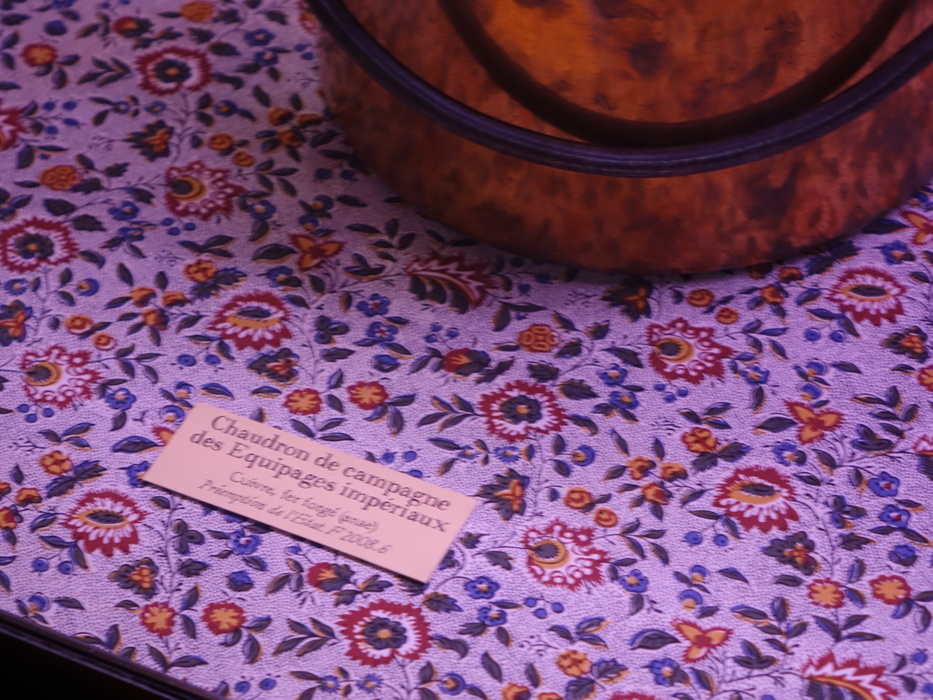 Chaudron de campagne
des Equipages impériaux
Cuivre, fer forgé (anse)
Préemption de l'Etat, F 2008.6